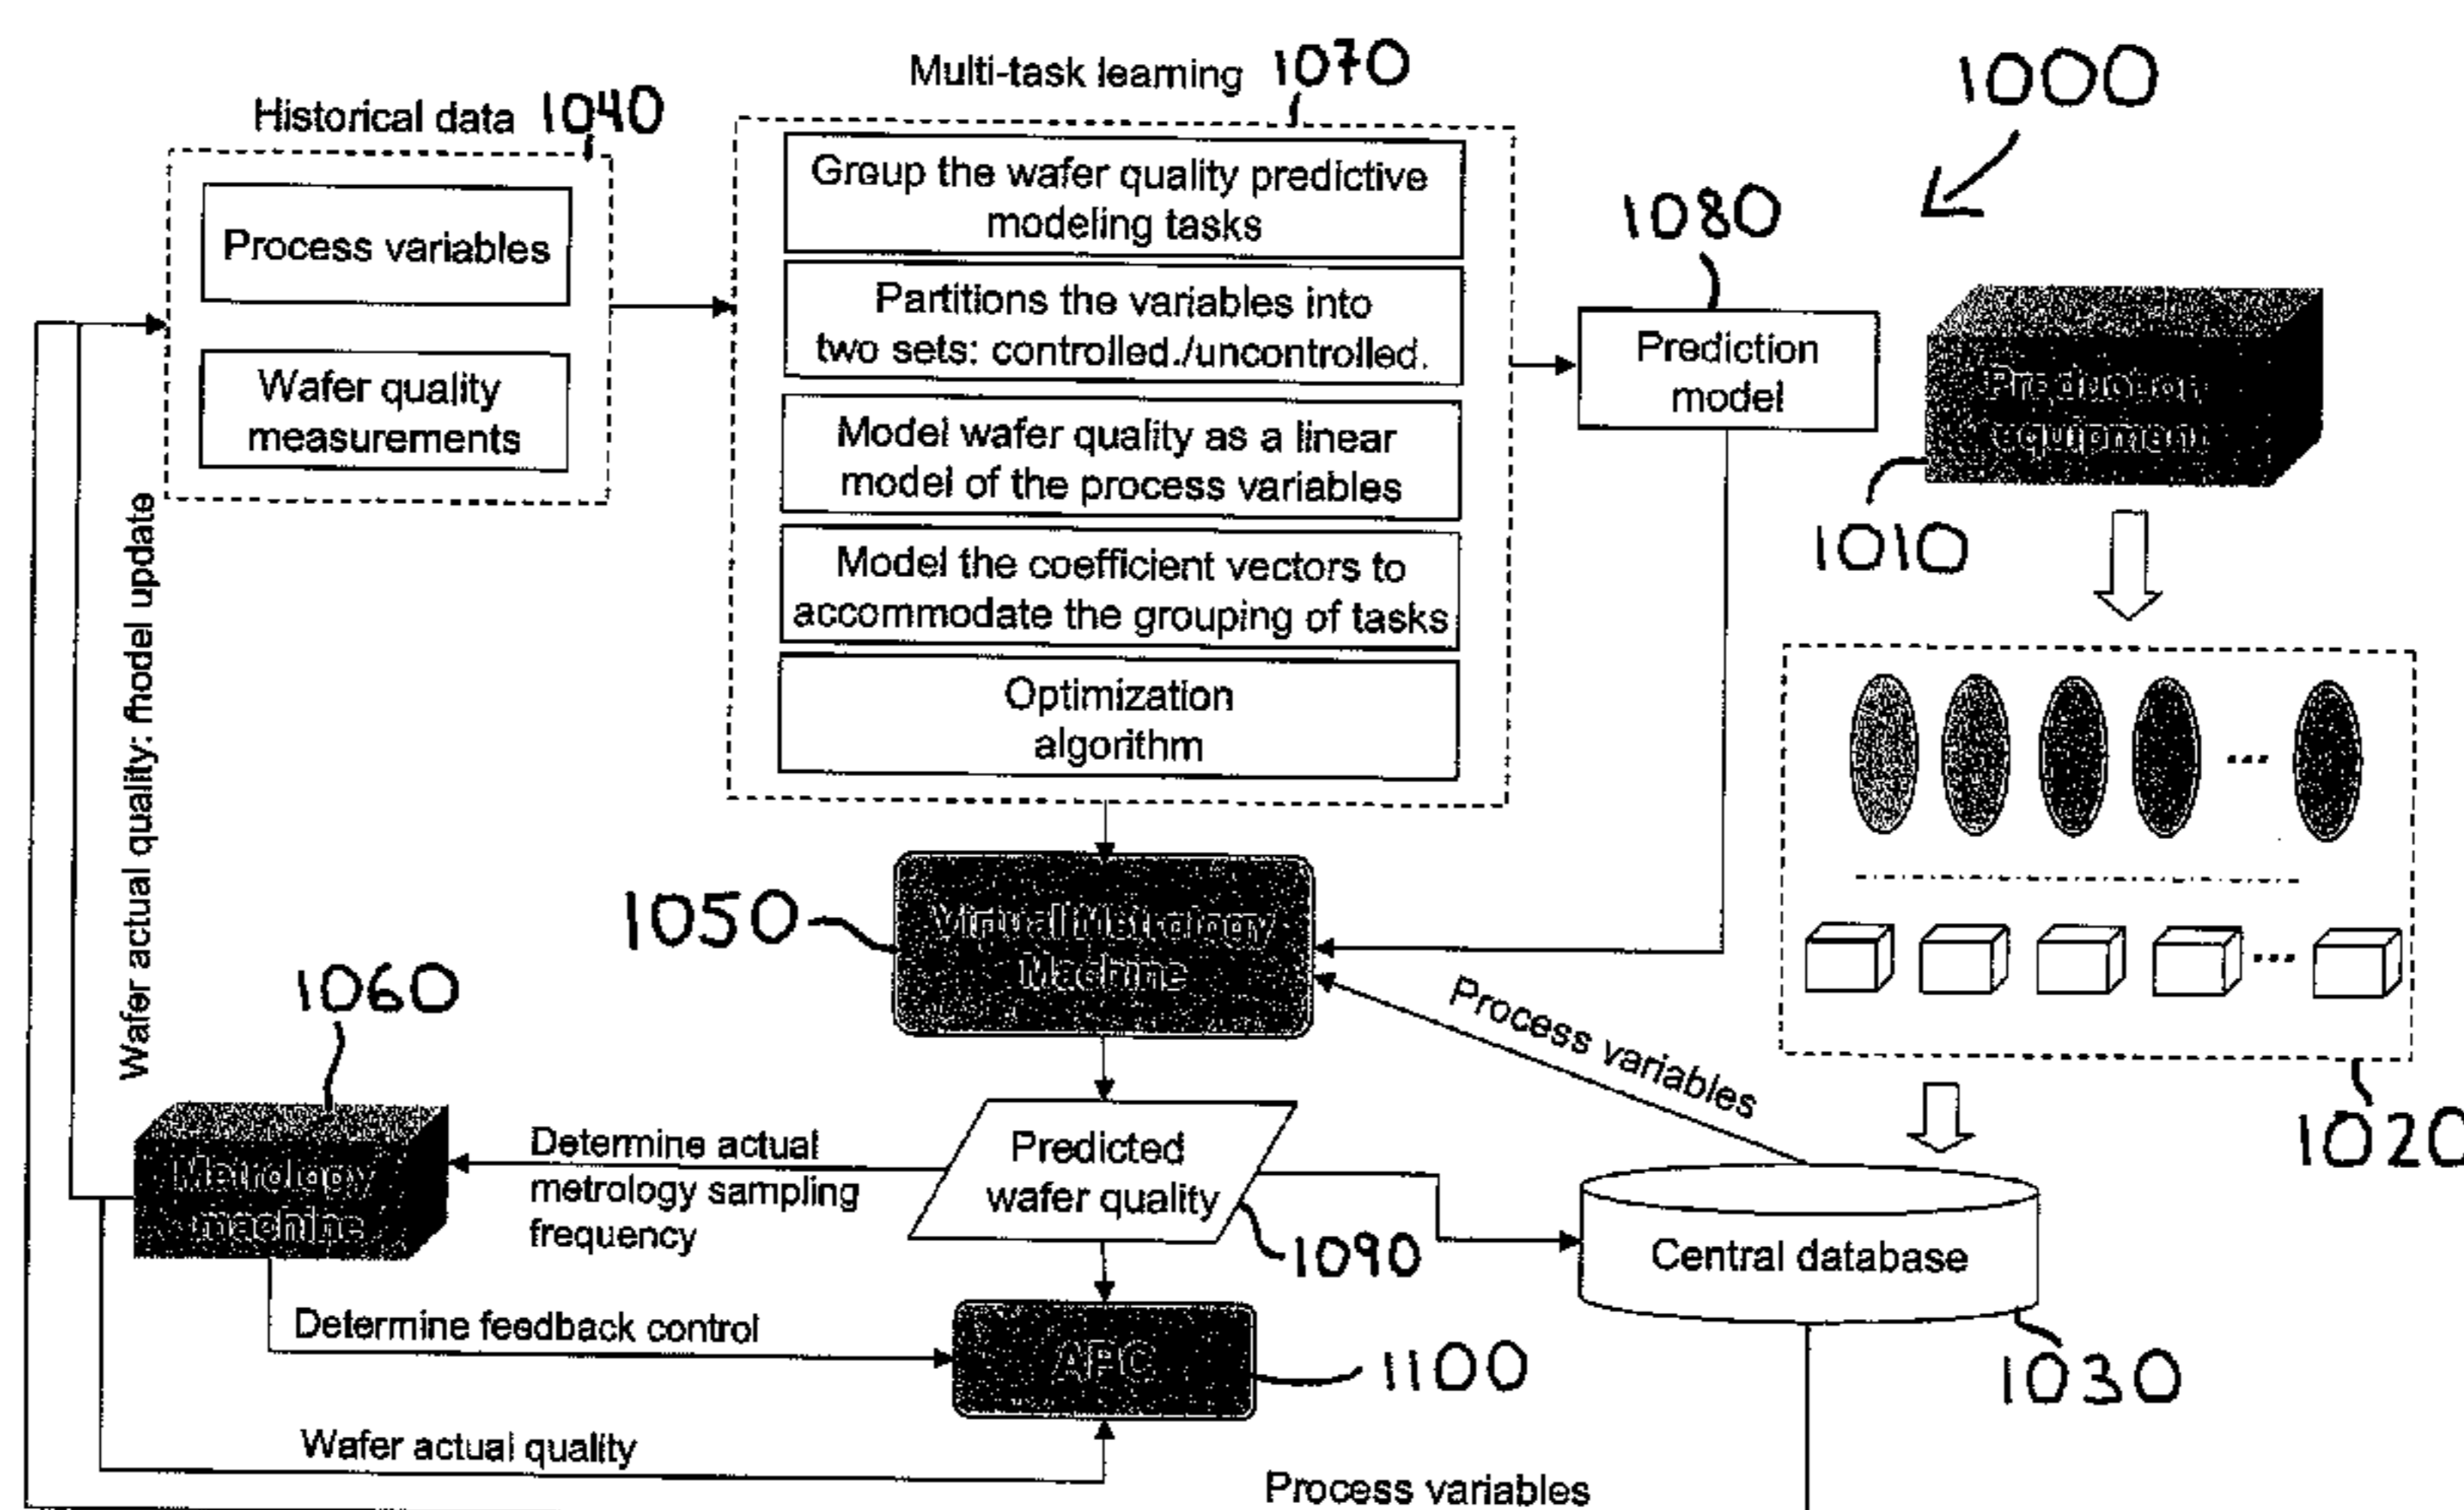 Multi-task learning 1070
1000
Historical data 1040
Process variables
Wafer quality
measurements
Group the wafer quality predictive
modeling tasks
Partitions the variables into
two sets: controlled./uncontrolled.
Model wafer quality as a linear
model of the process variables
Model the coefficient vectors to
accommodate the grouping of tasks
Optimization
algorithm
1080
Prediction
model
Production
equipment
1010
...
...
1020
Wafer actual quality: model update
1050
Virtual Metrology
Machine
Process variables
1060
Metrology
machine
Determine actual
metrology sampling
frequency
Predicted
wafer quality
1090
Central database
1030
Determine feedback control
APC
1100
Wafer actual quality
Process variables